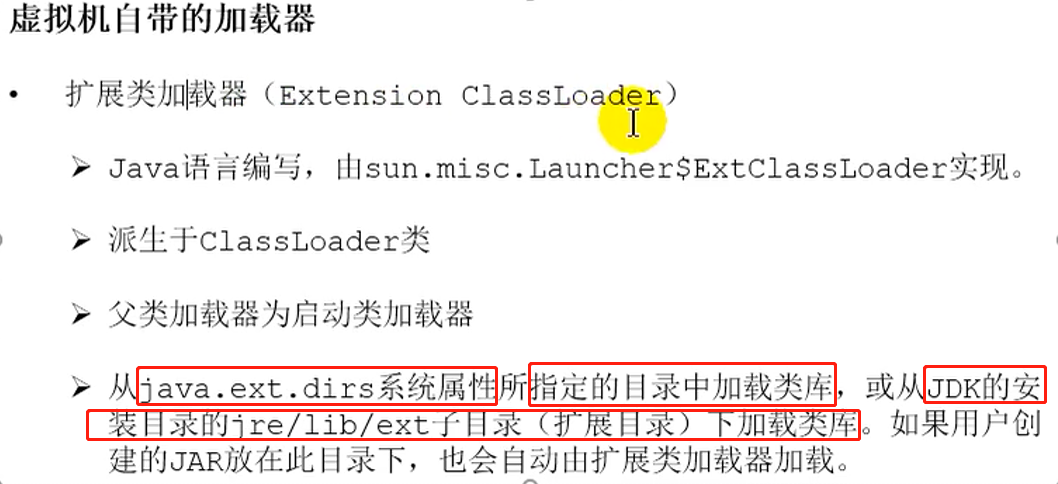 虚拟机自带的加载器
• 扩展类加载器（Extension ClassLoader）
➢ Java语言编写，由sun.misc.Launcher$ExtClassLoader实现。
➢ 派生于ClassLoader类
➢ 父类加载器为启动类加载器
➢ 从java.ext.dirs系统属性所指定的目录中加载类库，或从JDK的安
装目录的jre/lib/ext子目录（扩展目录）下加载类库。如果用户创
建的JAR放在此目录下，也会自动由扩展类加载器加载。